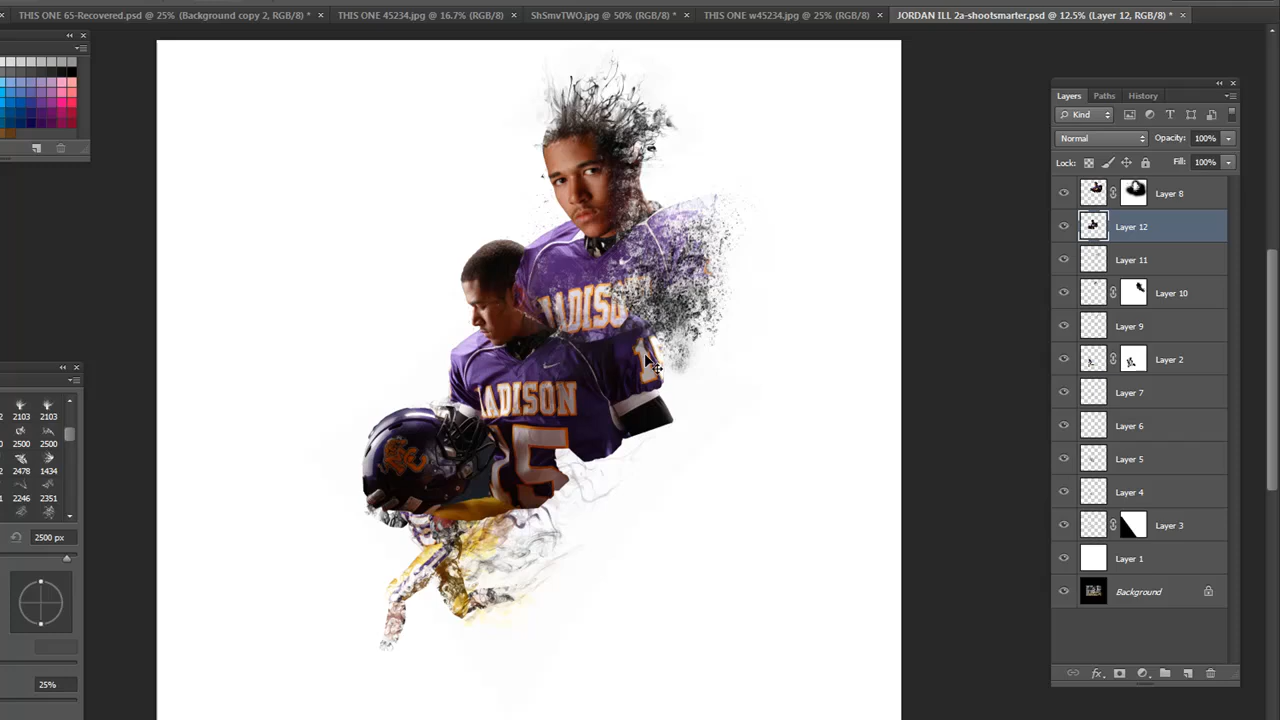 THIS ONE 65-Recovered.psd @ 25% (Background copy 2, RGB/8) * ×
THIS ONE 45234.jpg @ 16.7% (RGB/8) ×
ShSmvTWO.jpg @ 50% (RGB/8) * ×
THIS ONE w45234.jpg @ 25% (RGB/8) ×
JORDAN ILL 2a-shootsmarter.psd @ 12.5% (Layer 12, RGB/8) * ×
Layers Paths History
Kind
Normal Opacity: 100%
Lock: Fill: 100%
Layer 8
Layer 12
Layer 11
Layer 10
Layer 9
Layer 2
Layer 7
Layer 6
Layer 5
Layer 4
Layer 3
Layer 1
Background
fx
MADISON
MADISON
15
2103 2103
2500 2500
2478 1434
2246 2351
2500 px
25%